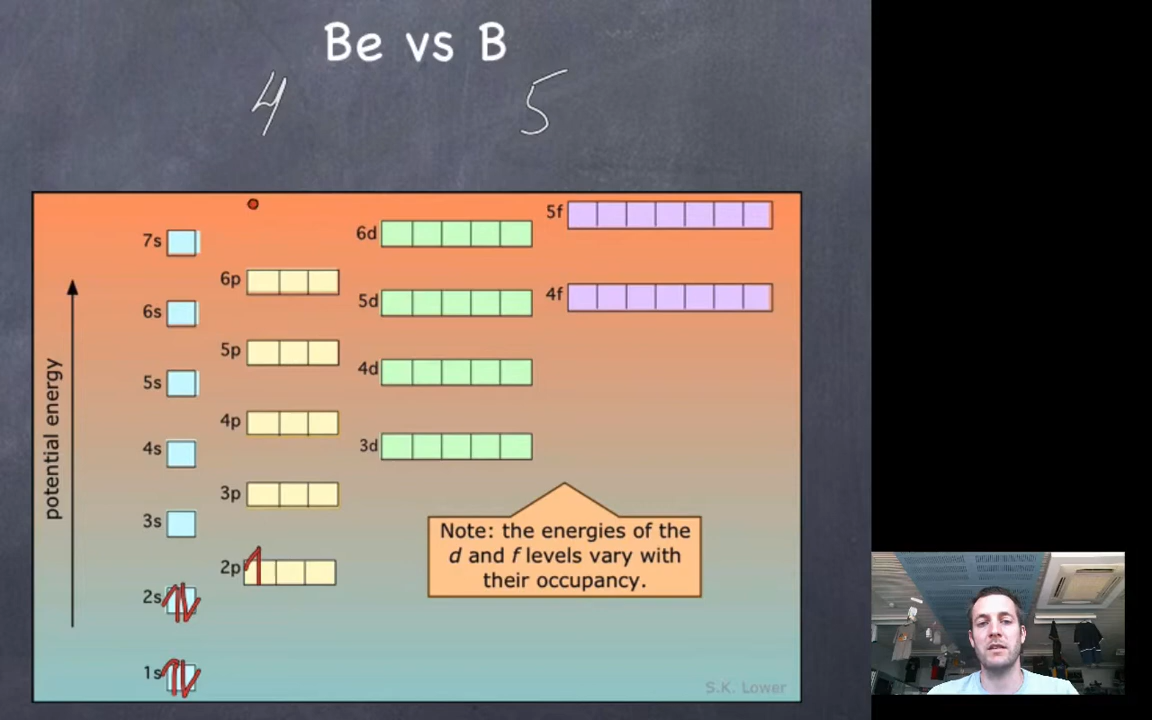 Be vs B
4 5
5f
6d
7s
6p
4f
5d
6s
5p
4d
5s
4p
3d
4s
3p
3s
2p
2s
1s
potential energy
Note: the energies of the
d and f levels vary with
their occupancy.
S.K. Lower